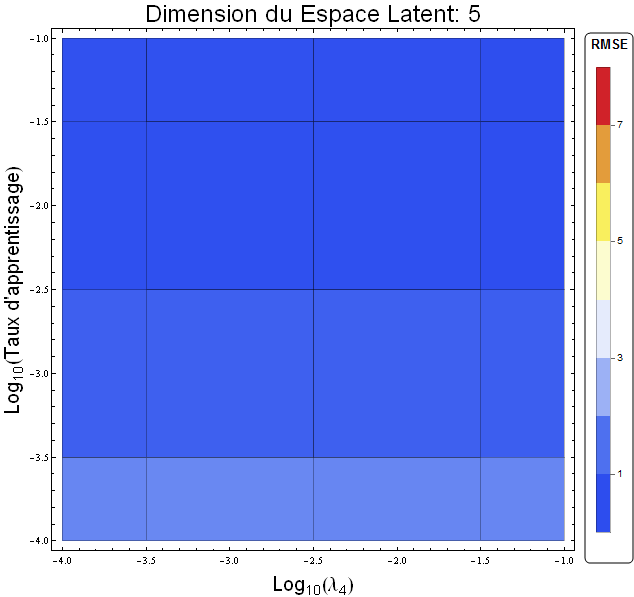 Dimension du Espace Latent: 5
RMSE
7
5
3
1
Log10(Taux d'apprentissage)
-1.0
-1.5
-2.0
-2.5
-3.0
-3.5
-4.0
-4.0 -3.5 -3.0 -2.5 -2.0 -1.5 -1.0
Log10(λ4)